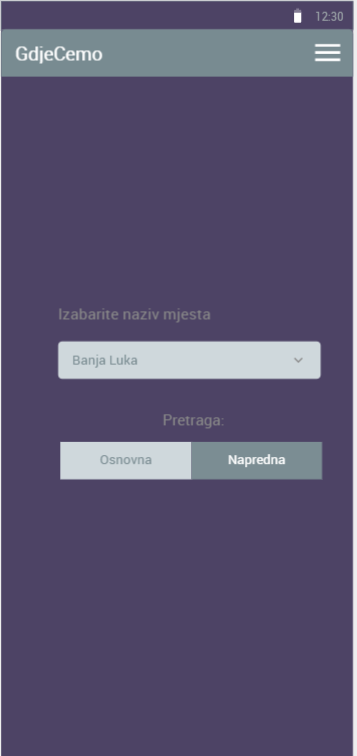 12:30
GdjeCemo
Izabarite naziv mjesta
Banja Luka
Pretraga:
Osnovna Napredna